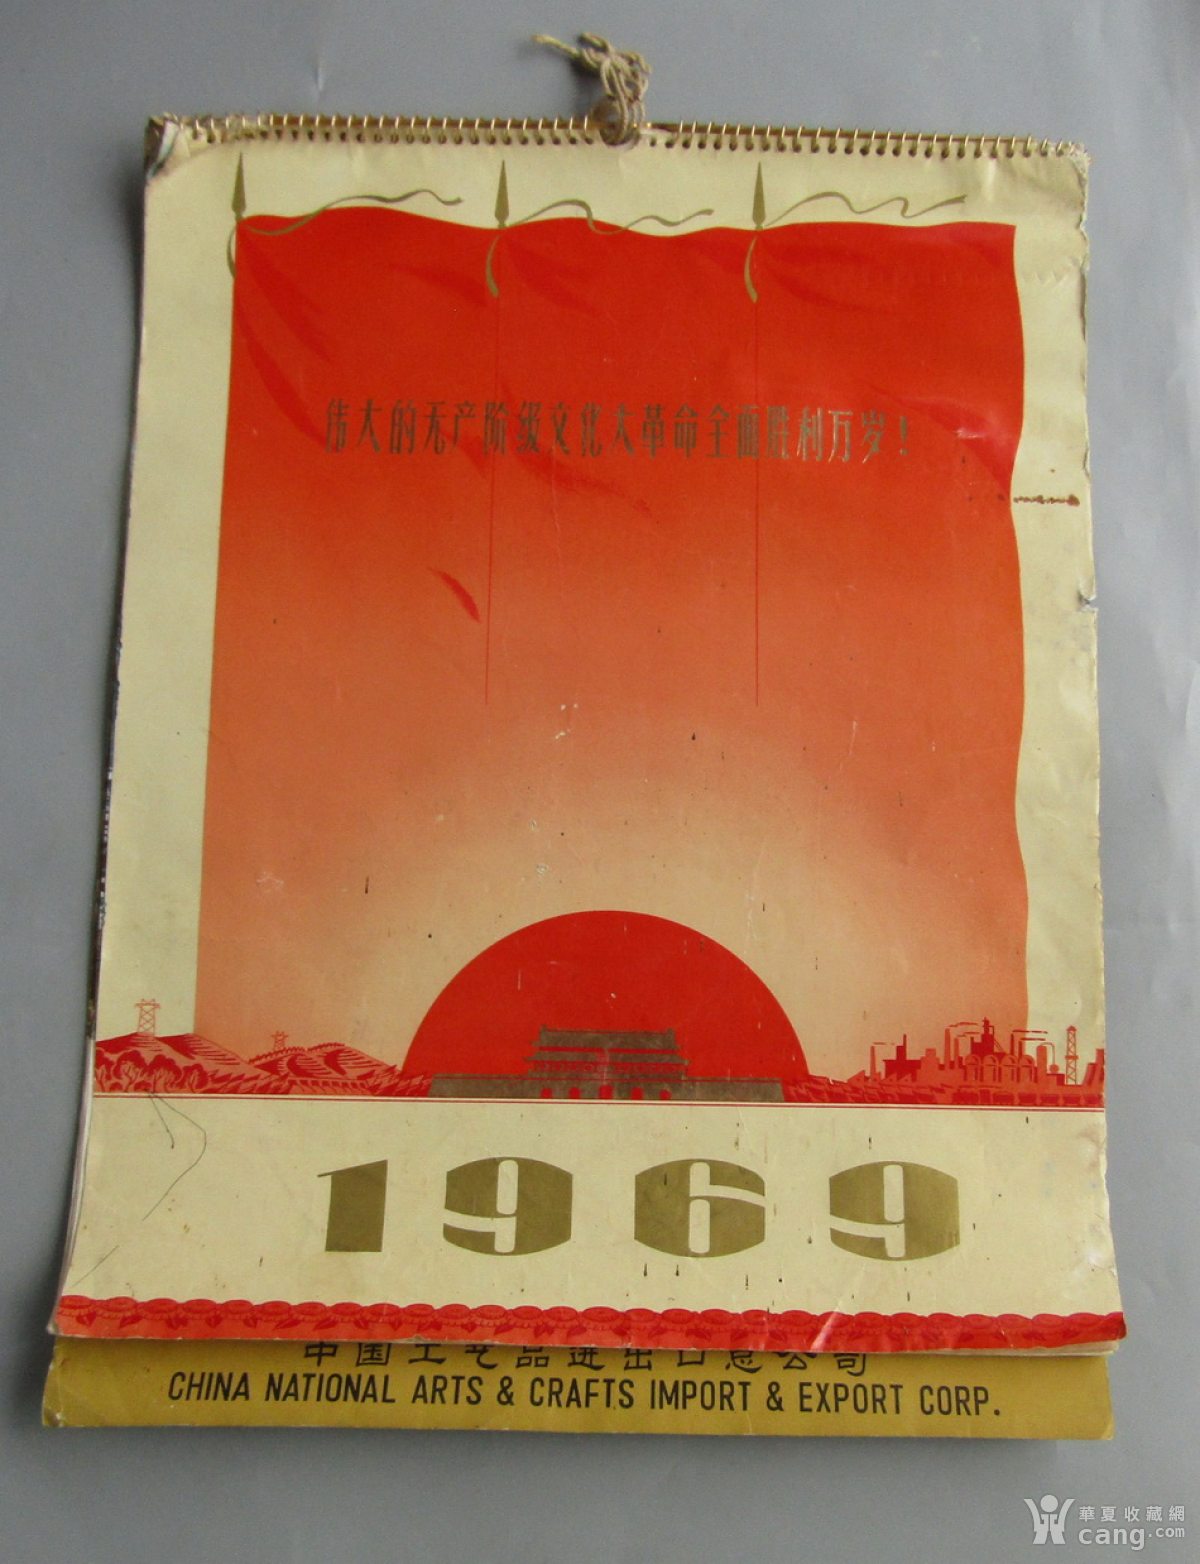 伟大的无产阶级文化大革命全面胜利万岁！
1969
中国工艺品进出口总公司
CHINA NATIONAL ARTS & CRAFTS IMPORT & EXPORT CORP.
華夏收藏網
cang.com